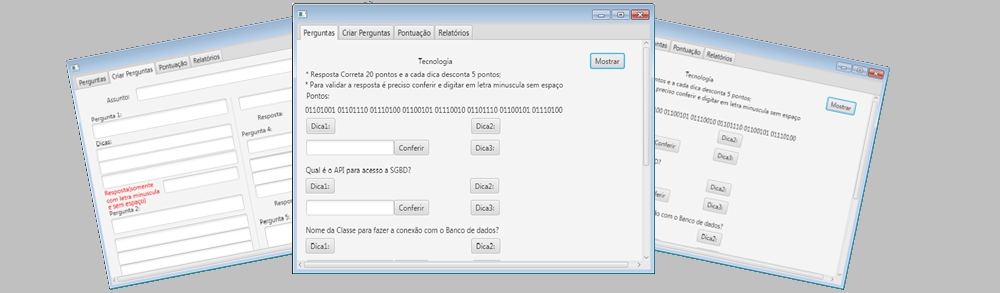 Perguntas Criar Perguntas Pontuação Relatórios
Assunto:
Pergunta 1:
Resposta:
Dicas:
Pergunta 4:
Resposta(somente
com letra minuscula
e sem espaço)
Pergunta 2:
Pergunta 5:
Perguntas Criar Perguntas Pontuação Relatórios
Tecnologia
Mostrar
* Resposta Correta 20 pontos e a cada dica desconta 5 pontos;
* Para validar a resposta é preciso conferir e digitar em letra minuscula sem espaço
Pontos:
01101001 01101110 01110100 01100101 01110010 01101110 01100101 01110100
Dica1: Dica2:
Conferir Dica3:
Qual é o API para acesso a SGBD?
Dica1: Dica2:
Conferir Dica3:
Nome da Classe para fazer a conexão com o Banco de dados?
Dica1: Dica2:
Pontuação Relatórios
Tecnologia
Mostrar
e a cada dica desconta 5 pontos;
preciso conferir e digitar em letra minuscula sem espaço
01100101 01110010 01101110 01100101 01110100
Dica2:
Conferir Dica3:
Dica2:
Conferir Dica3:
com o Banco de dados?
Dica2: